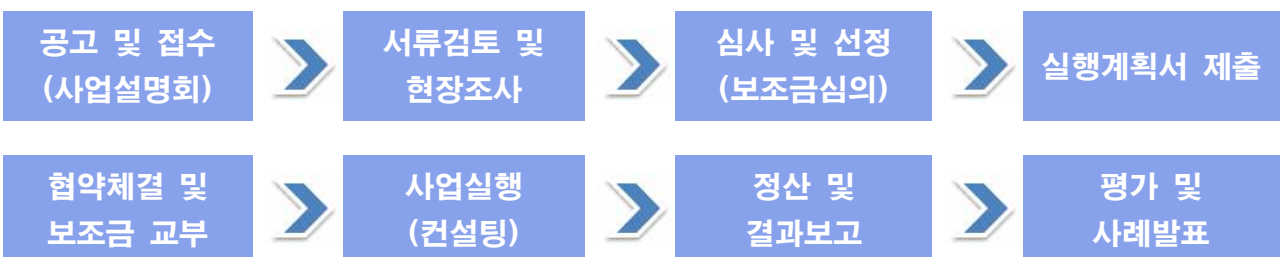 공고 및 접수
(사업설명회)
서류검토 및
현장조사
심사 및 선정
(보조금심의)
실행계획서 제출
협약체결 및
보조금 교부
사업실행
(컨설팅)
정산 및
결과보고
평가 및
사례발표